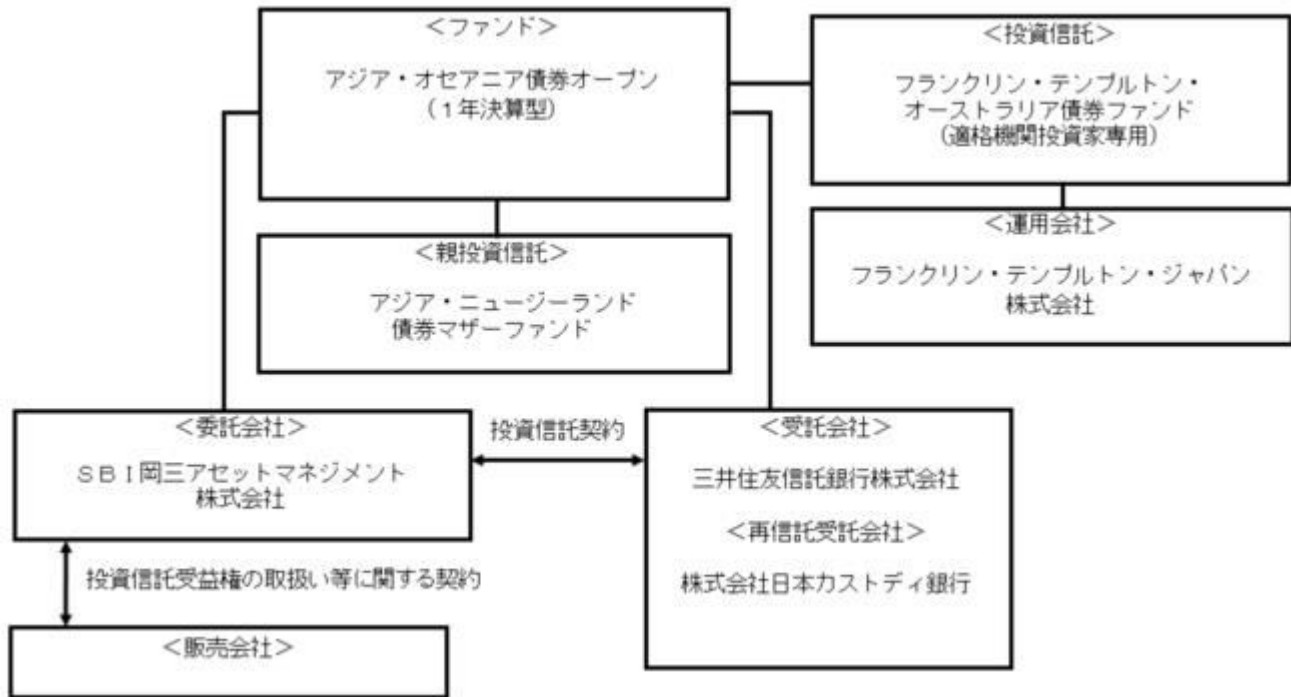 ＜ファンド＞
アジア・オセアニア債券オープン
（１年決算型）
＜投資信託＞
フランクリン・テンプルトン・
オーストラリア債券ファンド
（適格機関投資家専用）
＜運用会社＞
フランクリン・テンプルトン・ジャパン
株式会社
＜親投資信託＞
アジア・ニュージーランド
債券マザーファンド
＜委託会社＞
ＳＢＩ岡三アセットマネジメント
株式会社
投資信託契約
＜受託会社＞
三井住友信託銀行株式会社
＜再信託受託会社＞
株式会社日本カストディ銀行
投資信託受益権の取扱い等に関する契約
＜販売会社＞